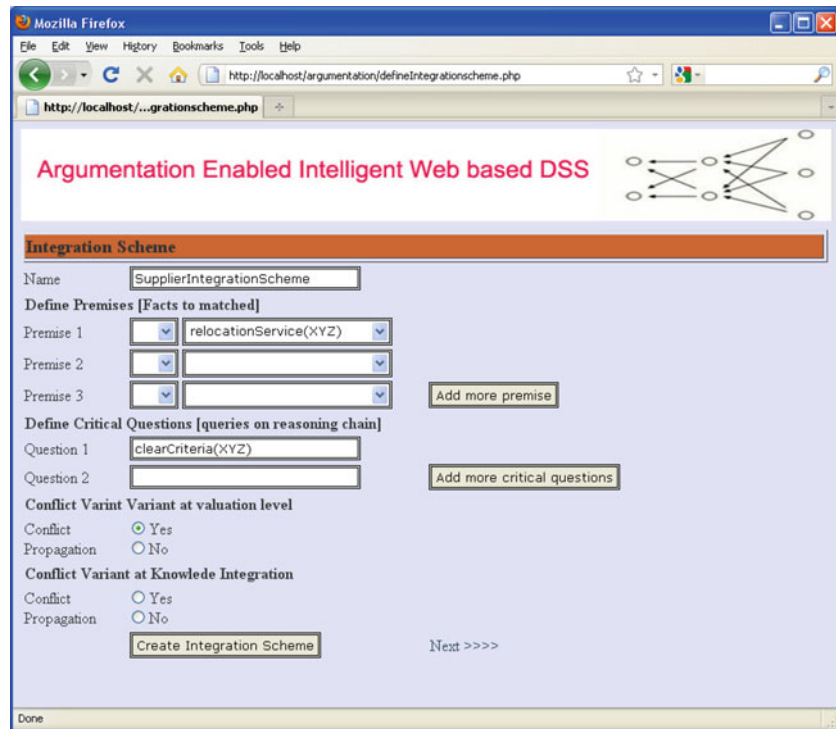 Mozilla Firefox
File Edit View History Bookmarks Tools Help
http://localhost/argumentation/defineIntegrationscheme.php
http://localhost/...grationscheme.php
Argumentation Enabled Intelligent Web based DSS
Integration Scheme
Name SupplierIntegrationScheme
Define Premises [Facts to matched]
Premise 1 relocationService(XYZ)
Premise 2
Premise 3 Add more premise
Define Critical Questions [queries on reasoning chain]
Question 1 clearCriteria(XYZ)
Question 2 Add more critical questions
Conflict Varint Variant at valuation level
Conflict Yes
Propagation No
Conflict Variant at Knowlede Integration
Conflict Yes
Propagation No
Create Integration Scheme Next >>>>
Done